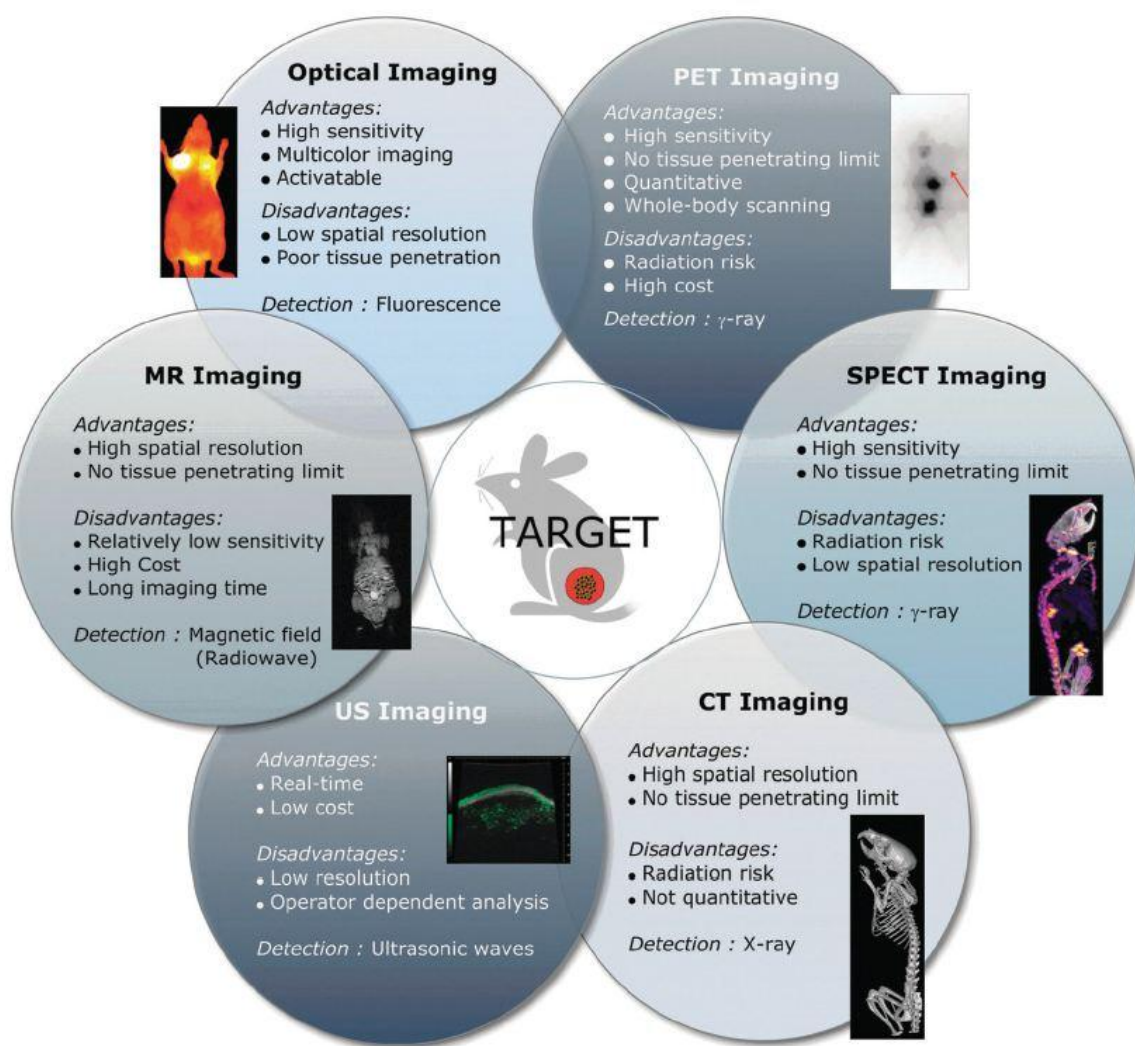 Optical Imaging
Advantages:
• High sensitivity
• Multicolor imaging
• Activatable
Disadvantages:
• Low spatial resolution
• Poor tissue penetration
Detection : Fluorescence
PET Imaging
Advantages:
• High sensitivity
• No tissue penetrating limit
• Quantitative
• Whole-body scanning
Disadvantages:
• Radiation risk
• High cost
Detection : γ-ray
MR Imaging
Advantages:
• High spatial resolution
• No tissue penetrating limit
Disadvantages:
• Relatively low sensitivity
• High Cost
• Long imaging time
Detection : Magnetic field
(Radiowave)
TARGET
SPECT Imaging
Advantages:
• High sensitivity
• No tissue penetrating limit
Disadvantages:
• Radiation risk
• Low spatial resolution
Detection : γ-ray
US Imaging
Advantages:
• Real-time
• Low cost
Disadvantages:
• Low resolution
• Operator dependent analysis
Detection : Ultrasonic waves
CT Imaging
Advantages:
• High spatial resolution
• No tissue penetrating limit
Disadvantages:
• Radiation risk
• Not quantitative
Detection : X-ray